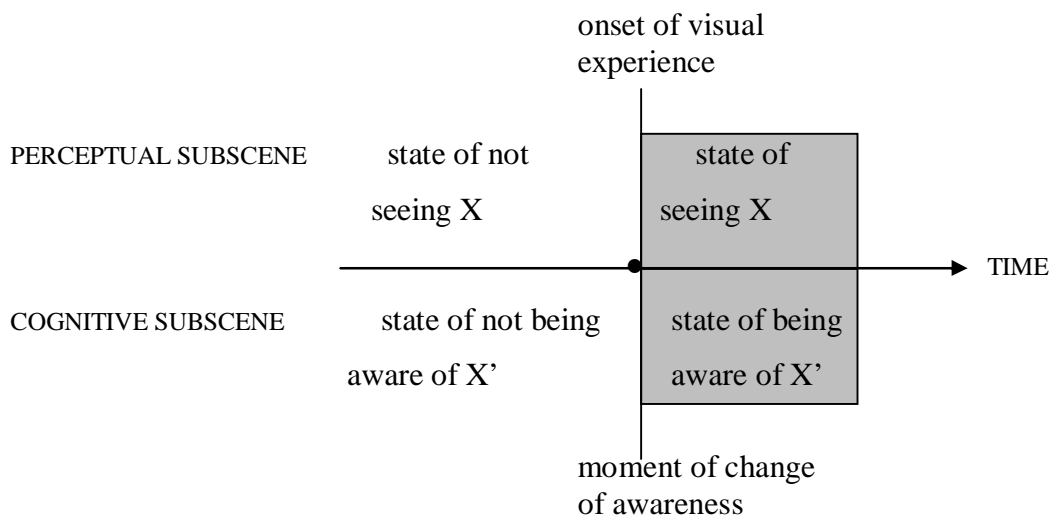 onset of visual
experience
PERCEPTUAL SUBSCENE state of not state of
seeing X seeing X
TIME
COGNITIVE SUBSCENE state of not being state of being
aware of X’ aware of X’
moment of change
of awareness